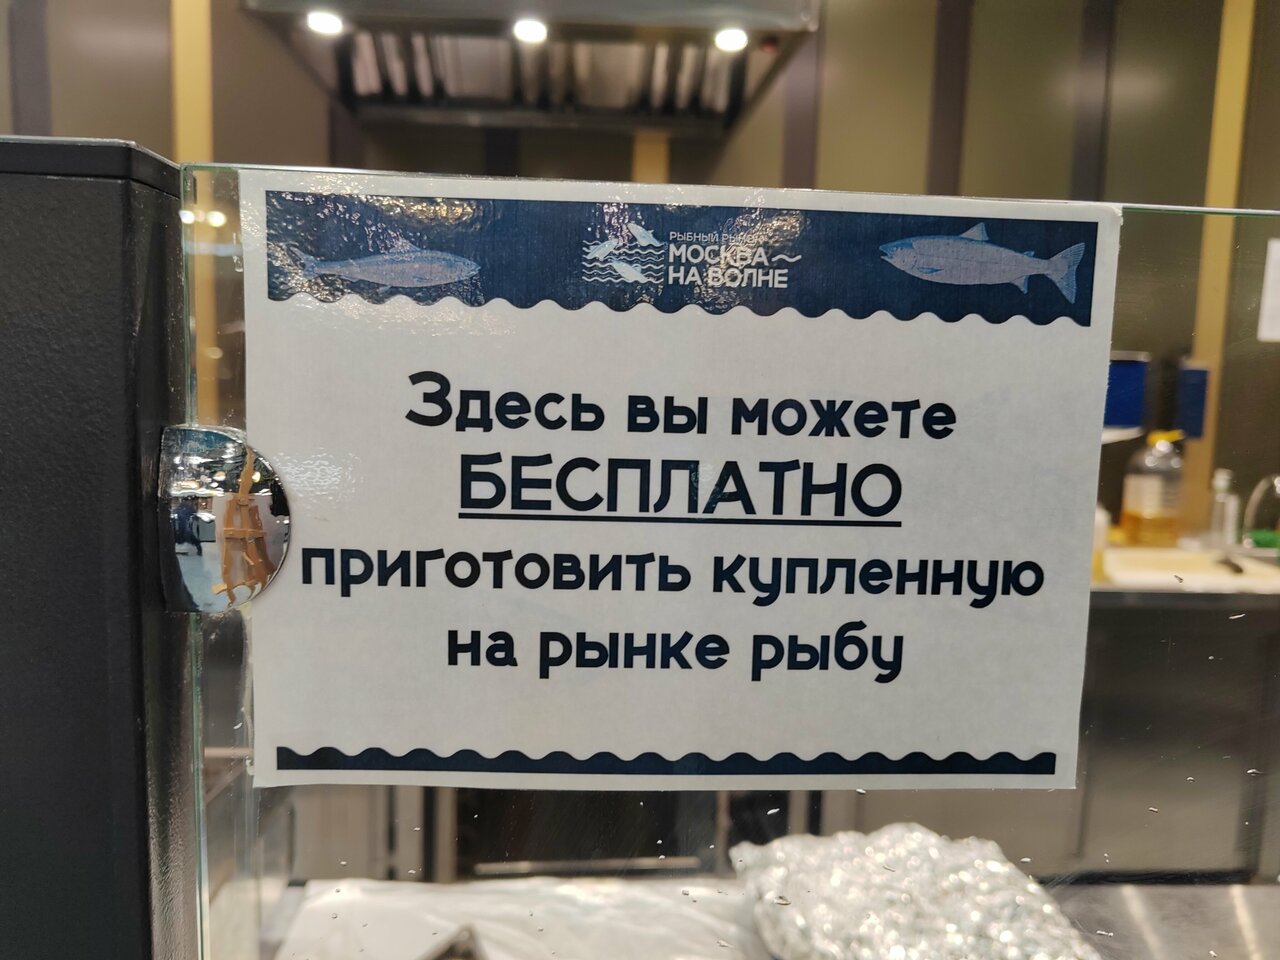 РЫБНЫЙ РЫНОК
МОСКВА
НА ВОЛНЕ
Здесь вы можете
БЕСПЛАТНО
приготовить купленную
на рынке рыбу